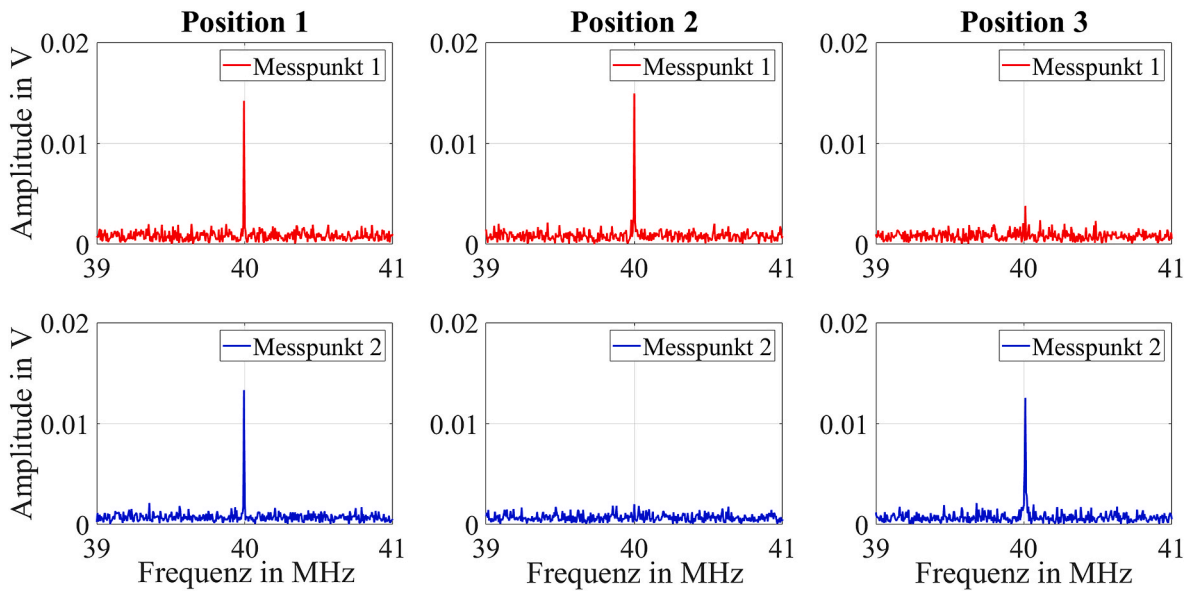 Position 1 Position 2 Position 3
0.02 0.02 0.02
Messpunkt 1 Messpunkt 1 Messpunkt 1
Amplitude in V
0.01 0.01 0.01
0 0 0
39 40 41 39 40 41 39 40 41
0.02 0.02 0.02
Messpunkt 2 Messpunkt 2 Messpunkt 2
Amplitude in V
0.01 0.01 0.01
0 0 0
39 40 41 39 40 41 39 40 41
Frequenz in MHz Frequenz in MHz Frequenz in MHz